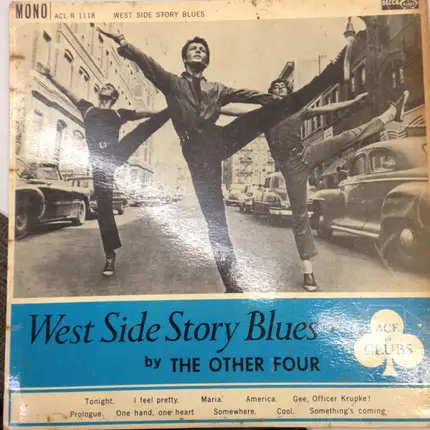 MONO ACL R 1118 WEST SIDE STORY BLUES
DECCA
West Side Story Blues
by THE OTHER FOUR
ACE
of
CLUBS
Tonight. I feel pretty. Maria. America. Gee, Officer Krupke!
Prologue. One hand, one heart Somewhere. Cool. Something's coming